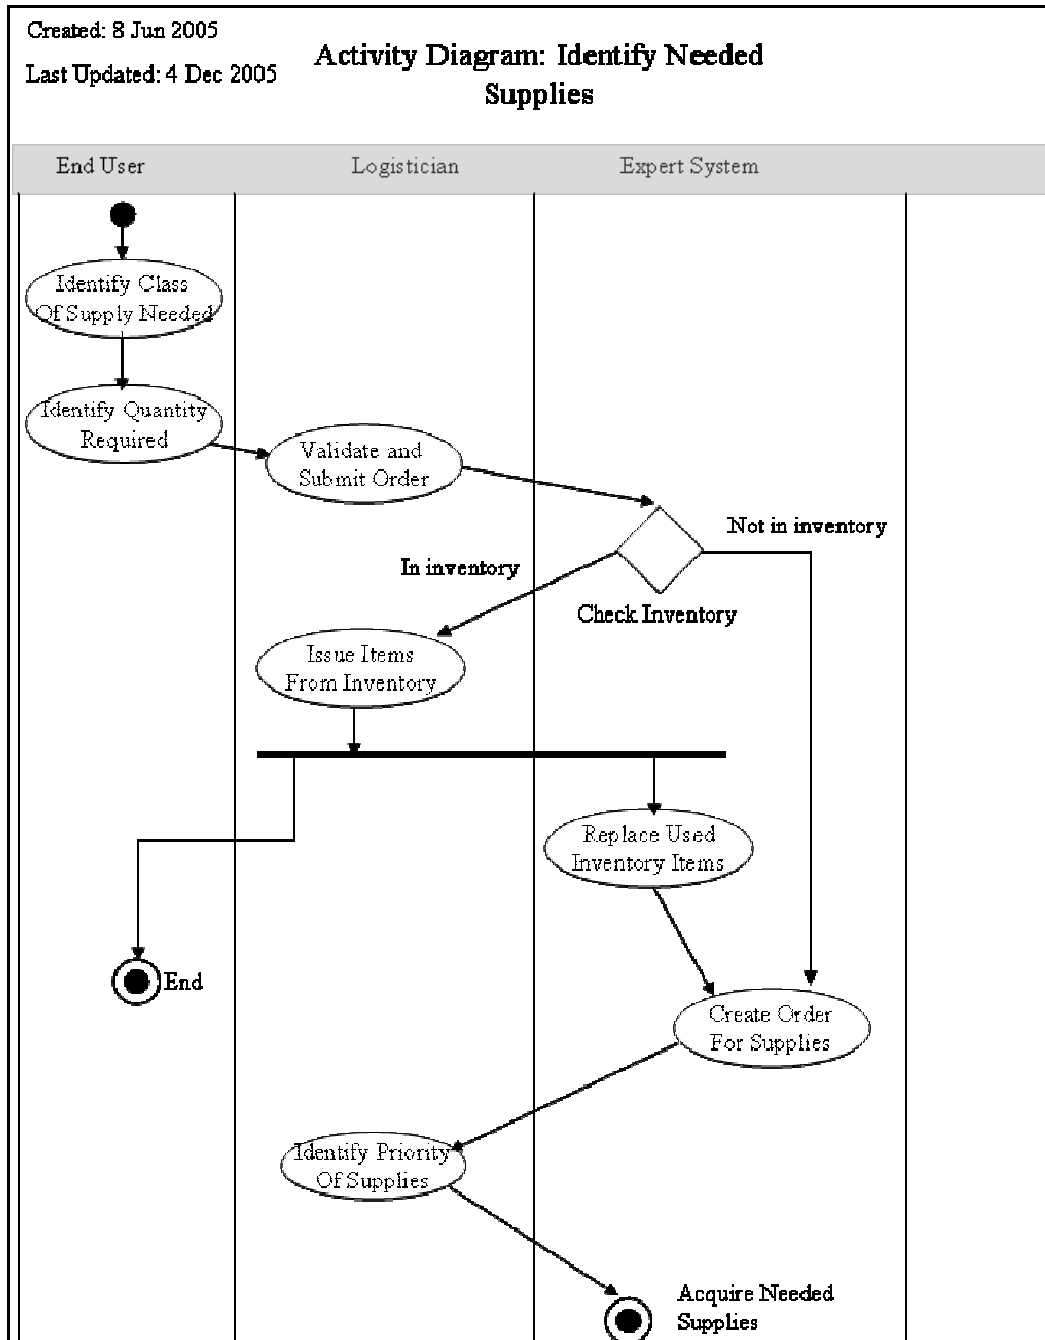 Created: 8 Jun 2005
Last Updated: 4 Dec 2005
Activity Diagram: Identify Needed
Supplies
End User
Logistician
Expert System
Identify Class
Of Supply Needed
Identify Quantity
Required
Validate and
Submit Order
Not in inventory
In inventory
Check Inventory
Issue Items
From Inventory
Replace Used
Inventory Items
End
Create Order
For Supplies
Identify Priority
Of Supplies
Acquire Needed
Supplies